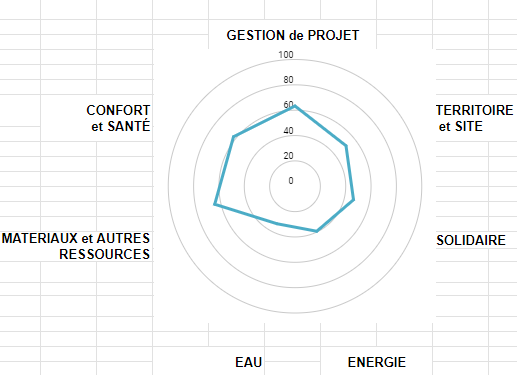 GESTION de PROJET
100
80
60
40
20
0
CONFORT
et SANTÉ
TERRITOIRE
et SITE
MATERIAUX et AUTRES
RESSOURCES
SOLIDAIRE
EAU
ENERGIE